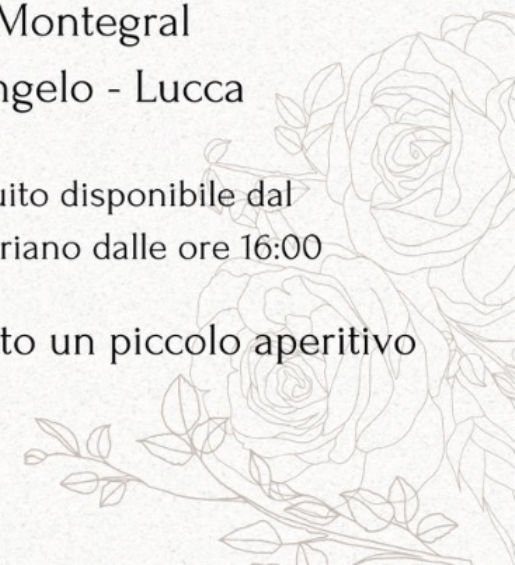 Montegral
ngelo - Lucca
uito disponibile dal
riano dalle ore 16:00
to un piccolo aperitivo